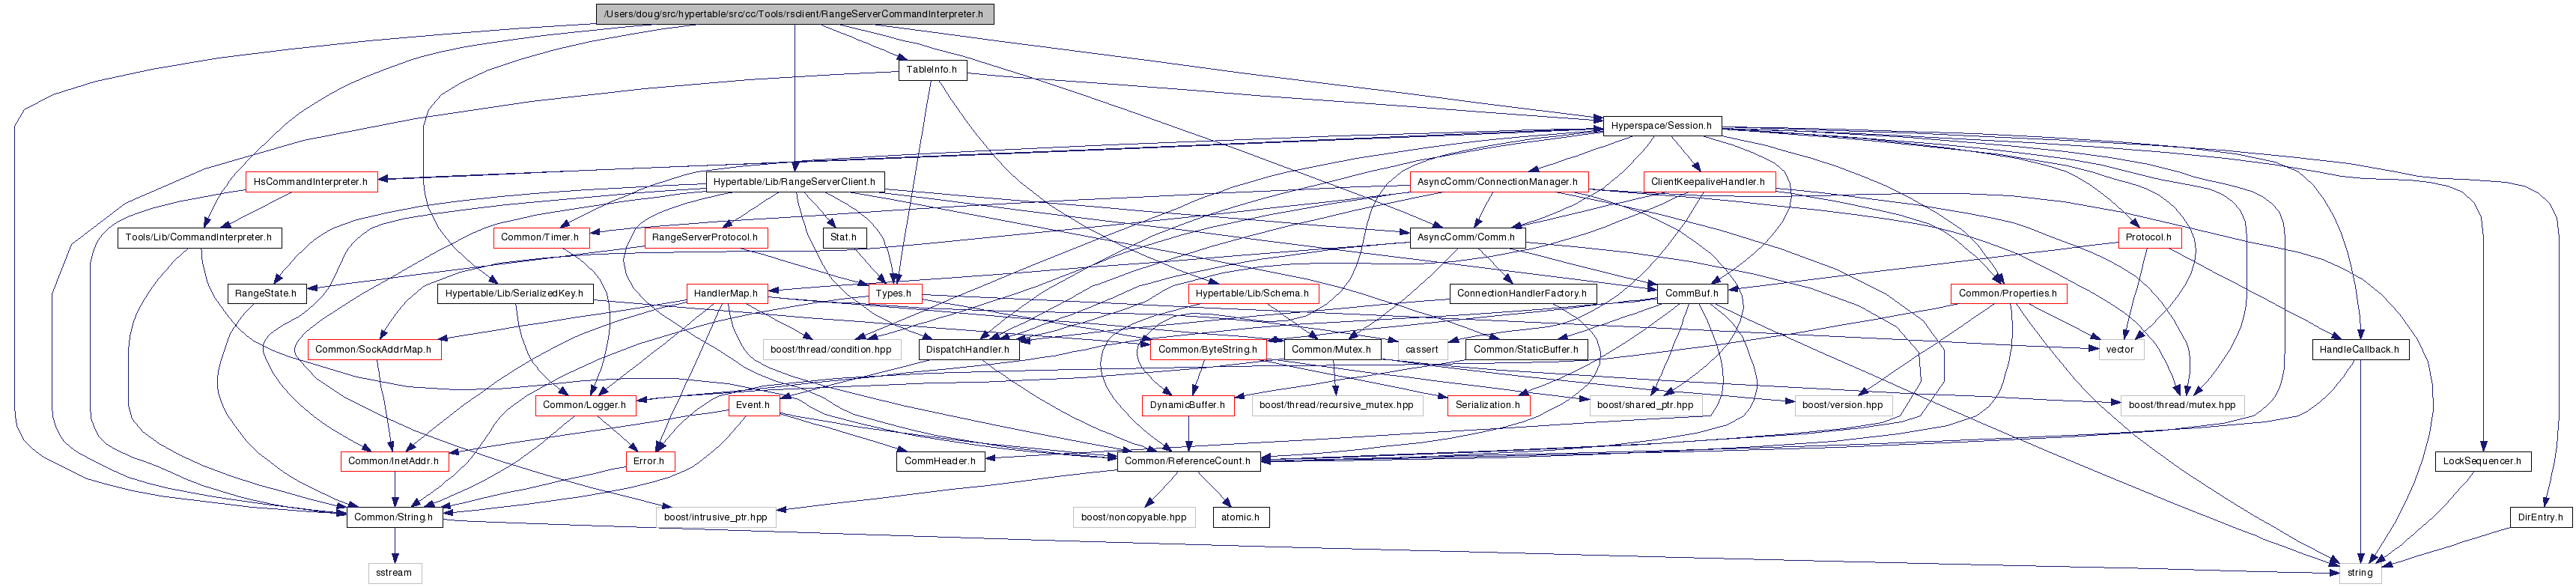 /Users/doug/src/hypertable/src/cc/Tools/rsclient/RangeServerCommandInterpreter.h
TableInfo.h
Hyperspace/Session.h
HsCommandInterpreter.h
Hypertable/Lib/RangeServerClient.h
AsyncComm/ConnectionManager.h
ClientKeepaliveHandler.h
Tools/Lib/CommandInterpreter.h
Common/Timer.h
RangeServerProtocol.h
Stat.h
AsyncComm/Comm.h
Protocol.h
RangeState.h
Hypertable/Lib/SerializedKey.h
HandlerMap.h
Types.h
Hypertable/Lib/Schema.h
ConnectionHandlerFactory.h
CommBuf.h
Common/Properties.h
Common/SockAddrMap.h
boost/thread/condition.hpp
DispatchHandler.h
Common/ByteString.h
Common/Mutex.h
cassert
Common/StaticBuffer.h
vector
HandleCallback.h
Common/Logger.h
Event.h
DynamicBuffer.h
boost/thread/recursive_mutex.hpp
Serialization.h
boost/shared_ptr.hpp
boost/version.hpp
boost/thread/mutex.hpp
Common/InetAddr.h
Error.h
CommHeader.h
Common/ReferenceCount.h
LockSequencer.h
Common/String.h
boost/intrusive_ptr.hpp
boost/noncopyable.hpp
atomic.h
DirEntry.h
sstream
string